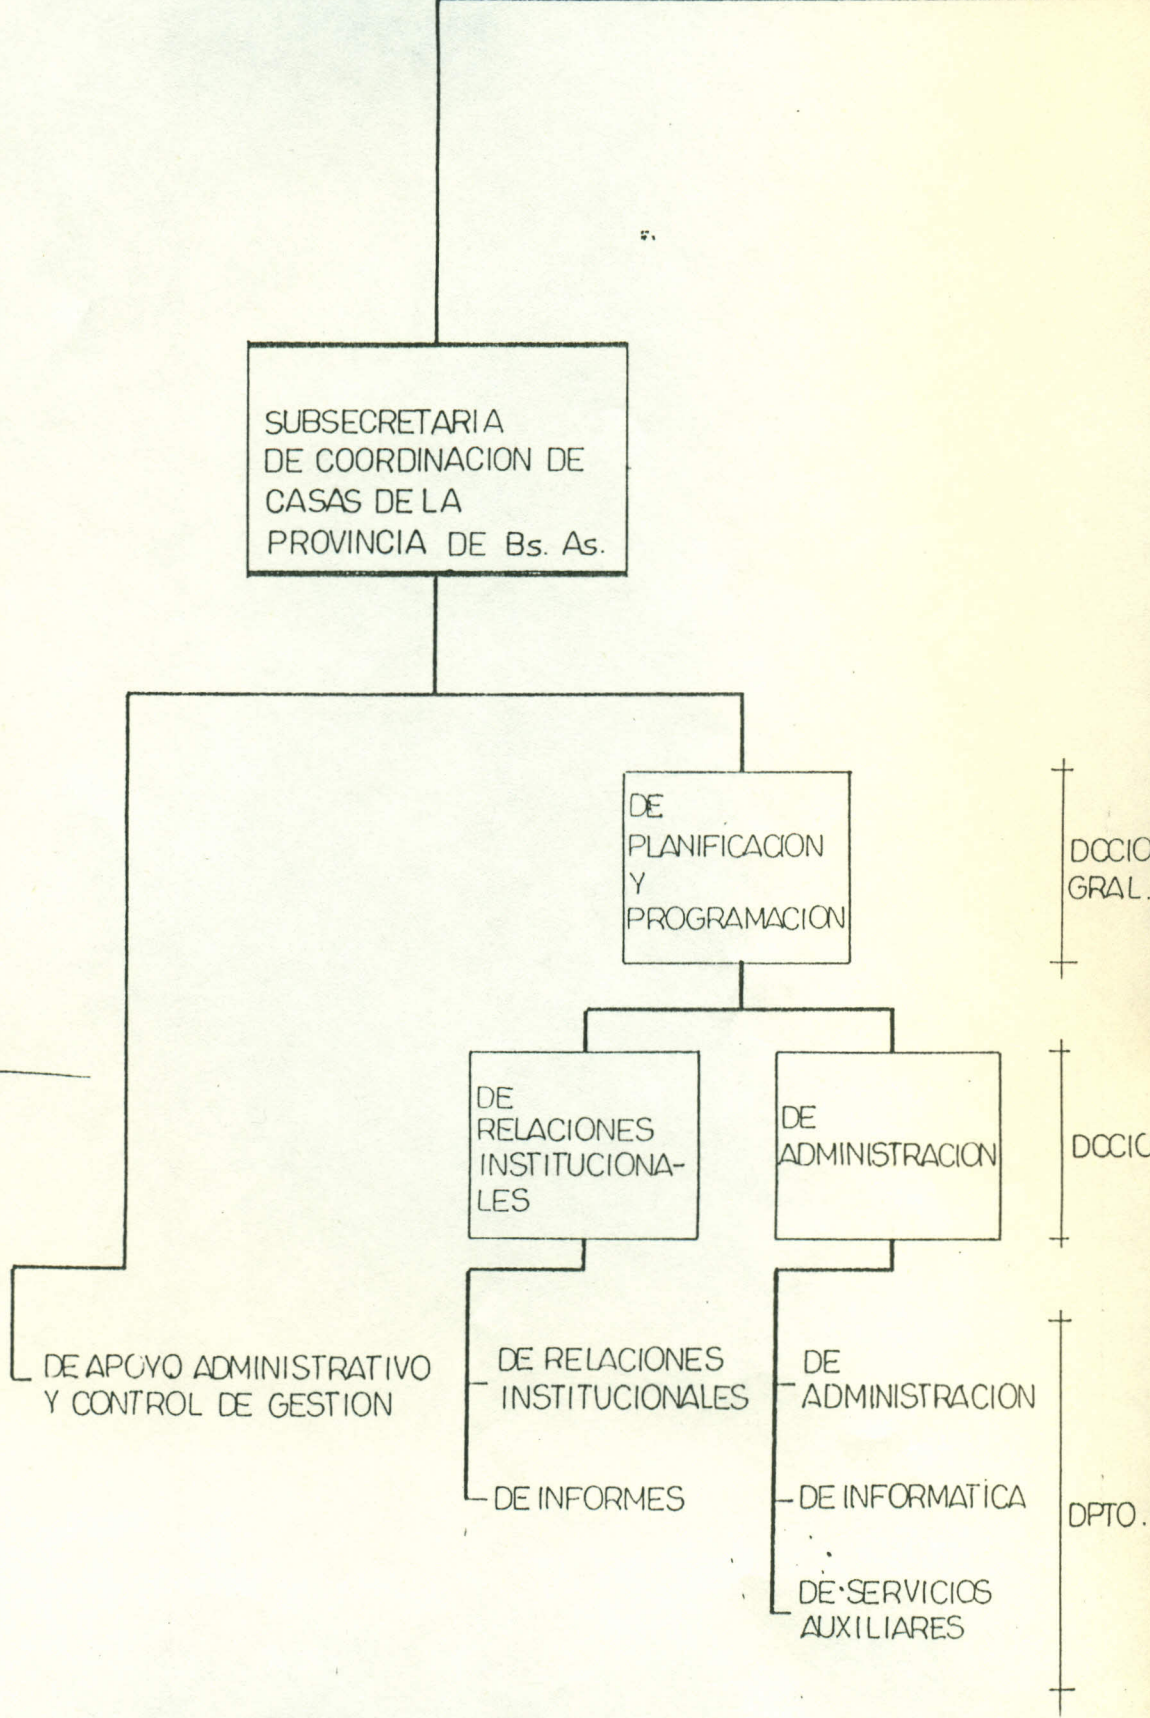 SUBSECRETARIA
DE COORDINACION DE
CASAS DE LA
PROVINCIA DE Bs. As.
DE
PLANIFICACION
Y
PROGRAMACION
DCCIO
GRAL.
DE
RELACIONES
INSTITUCIONA-
LES
DE
ADMINISTRACION
DCCIO
DE APOYO ADMINISTRATIVO
Y CONTROL DE GESTION
DE RELACIONES
INSTITUCIONALES
DE INFORMES
DE
ADMINISTRACION
DE INFORMATICA
DE SERVICIOS
AUXILIARES
DPTO.